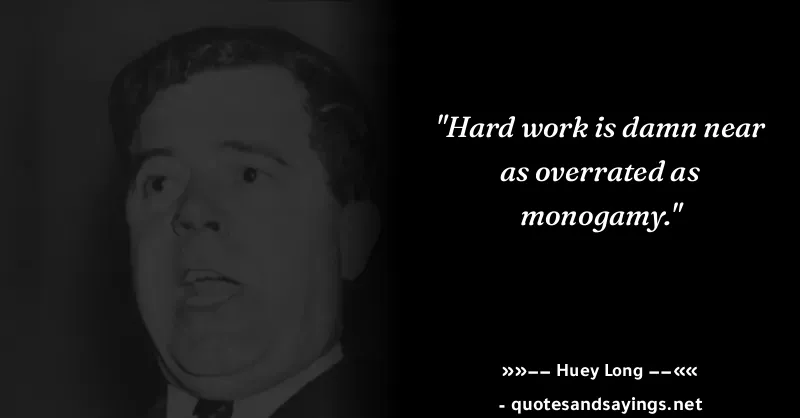 "Hard work is damn near
as overrated as
monogamy."
»»–– Huey Long ––««
- quotesandsayings.net